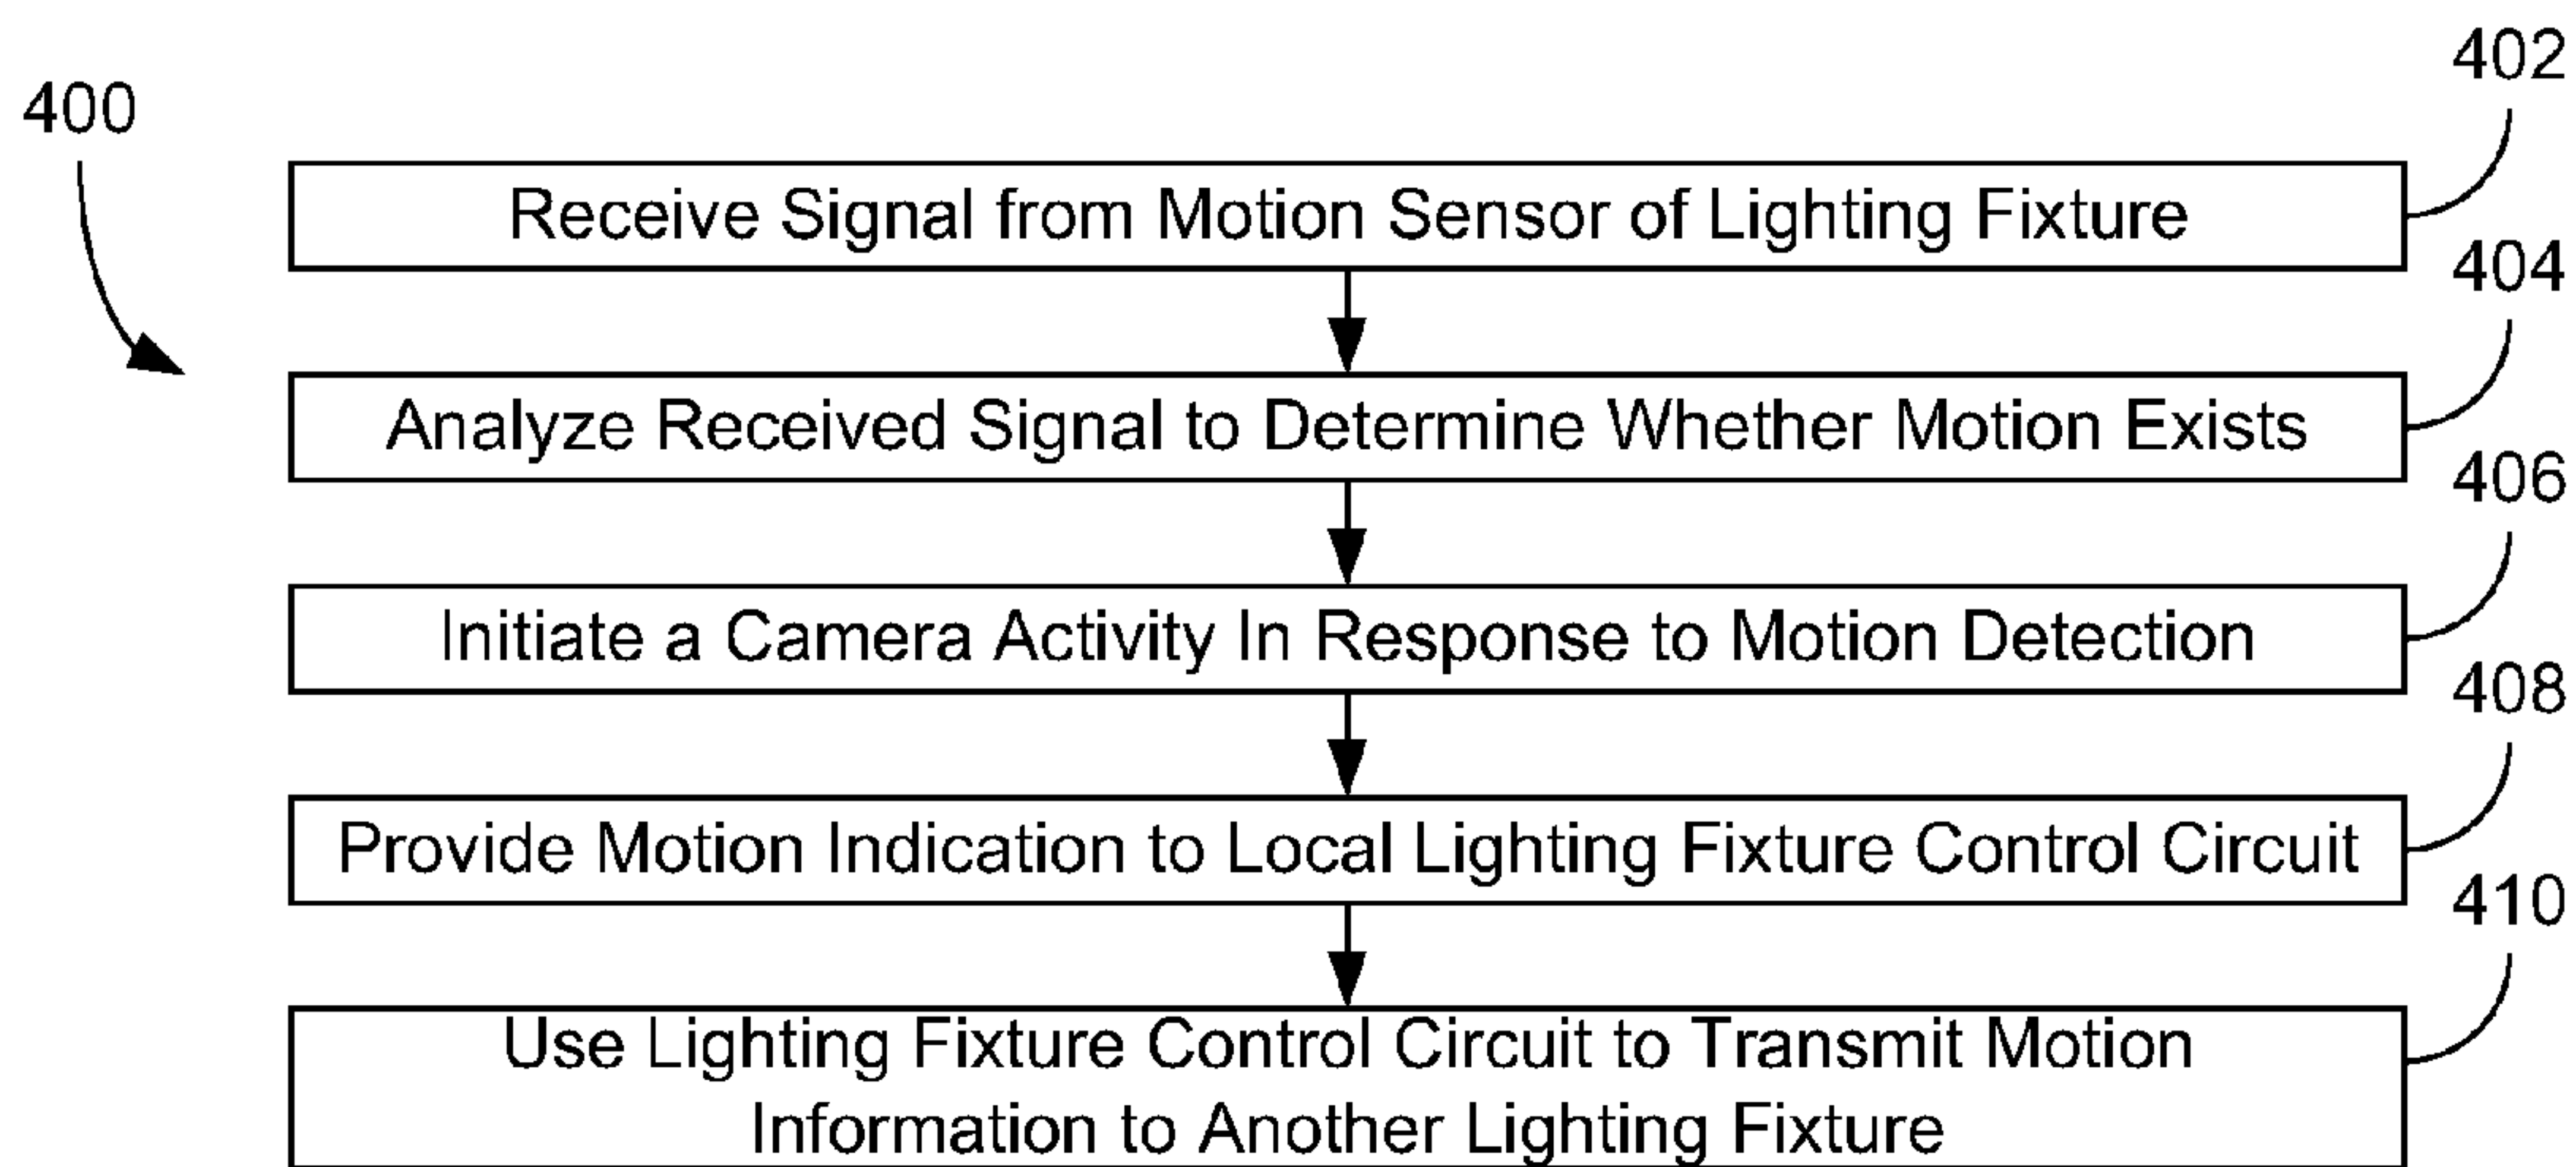 402
400
Receive Signal from Motion Sensor of Lighting Fixture
404
Analyze Received Signal to Determine Whether Motion Exists
406
Initiate a Camera Activity In Response to Motion Detection
408
Provide Motion Indication to Local Lighting Fixture Control Circuit
410
Use Lighting Fixture Control Circuit to Transmit Motion
Information to Another Lighting Fixture